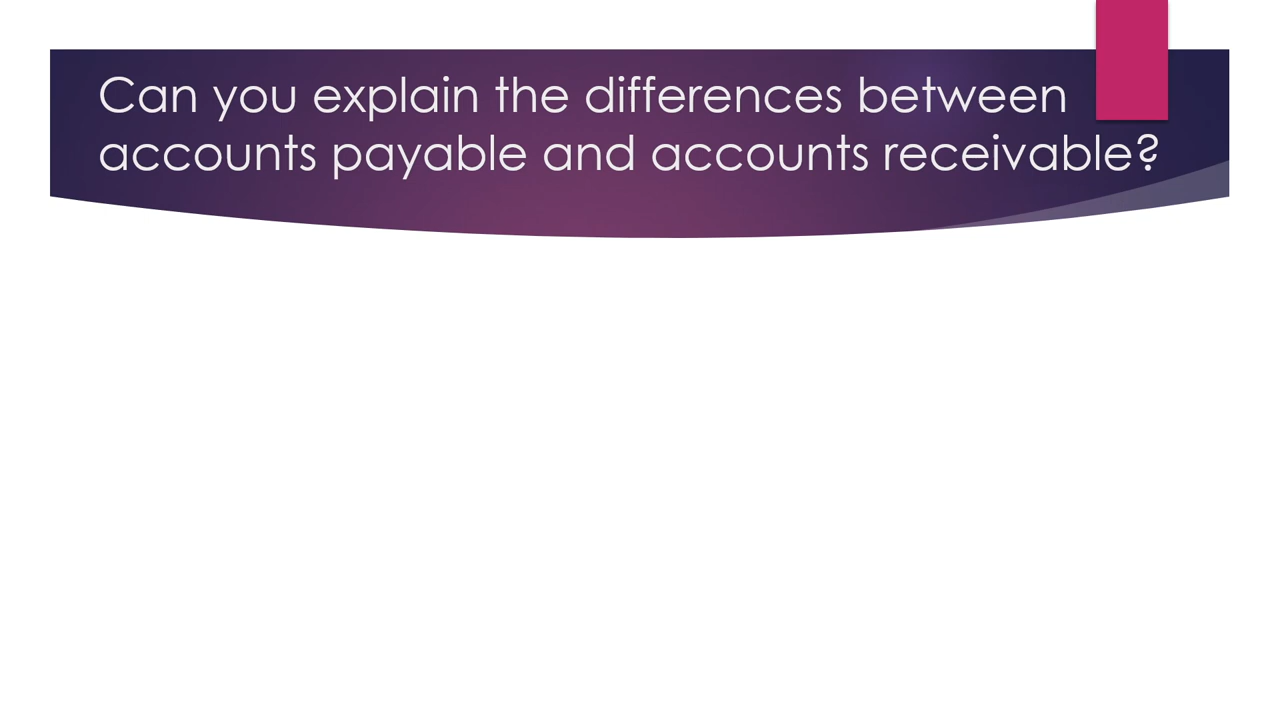 Can you explain the differences between
accounts payable and accounts receivable?